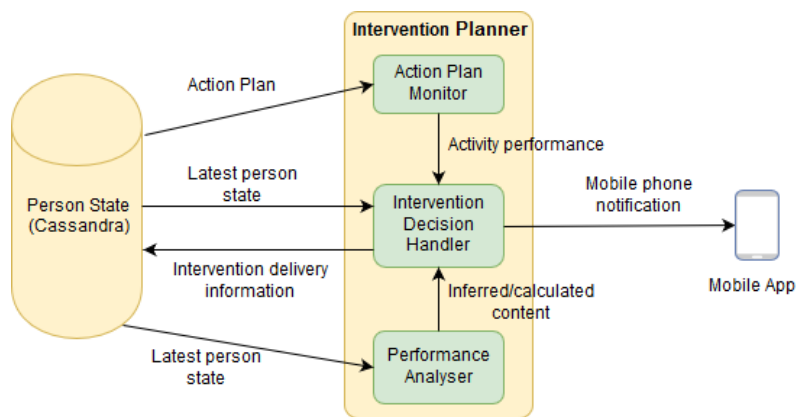 Intervention Planner
Action Plan
Monitor
Action Plan
Activity performance
Latest person
state
Person State
(Cassandra)
Intervention
Decision
Handler
Mobile phone
notification
Intervention delivery
information
Mobile App
Inferred/calculated
content
Latest person
state
Performance
Analyser